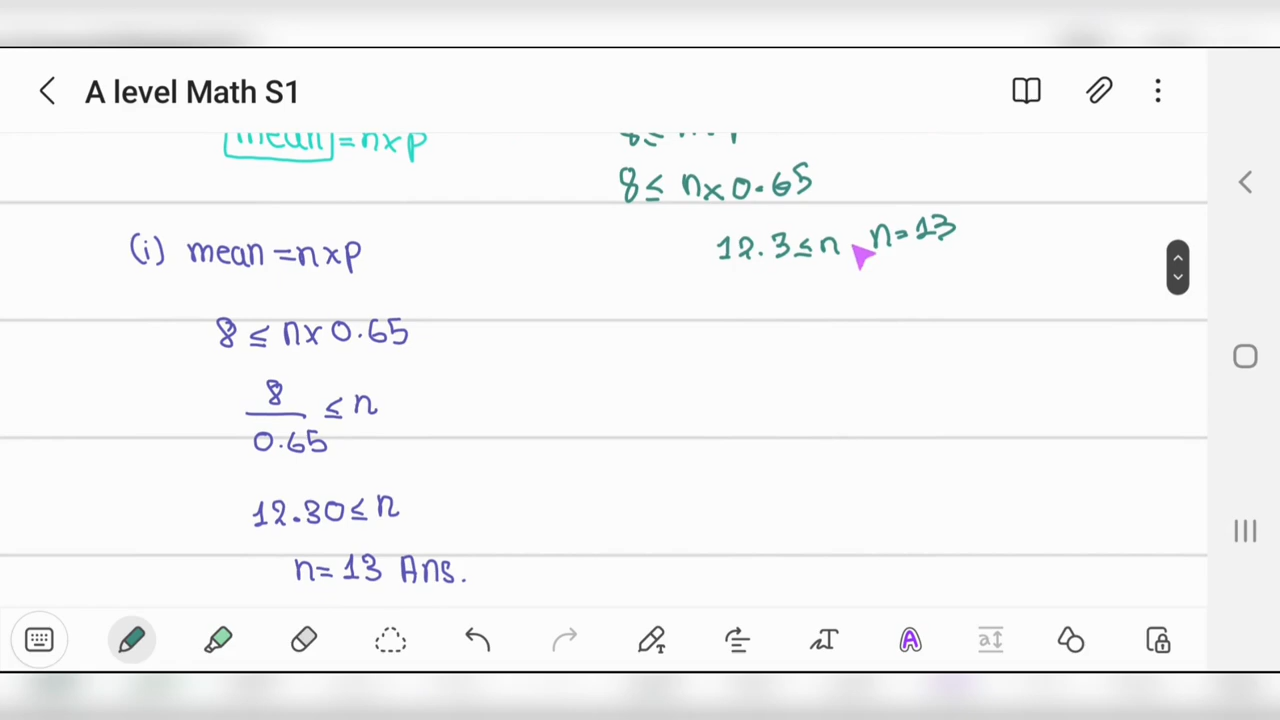 A level Math S1
mean = n×p
8 ≤ n×0.65
12.3 ≤ n n=13
(i) mean = n×p
8 ≤ n×0.65
8
0.65 ≤ n
12.30 ≤ n
n= 13 Ans.